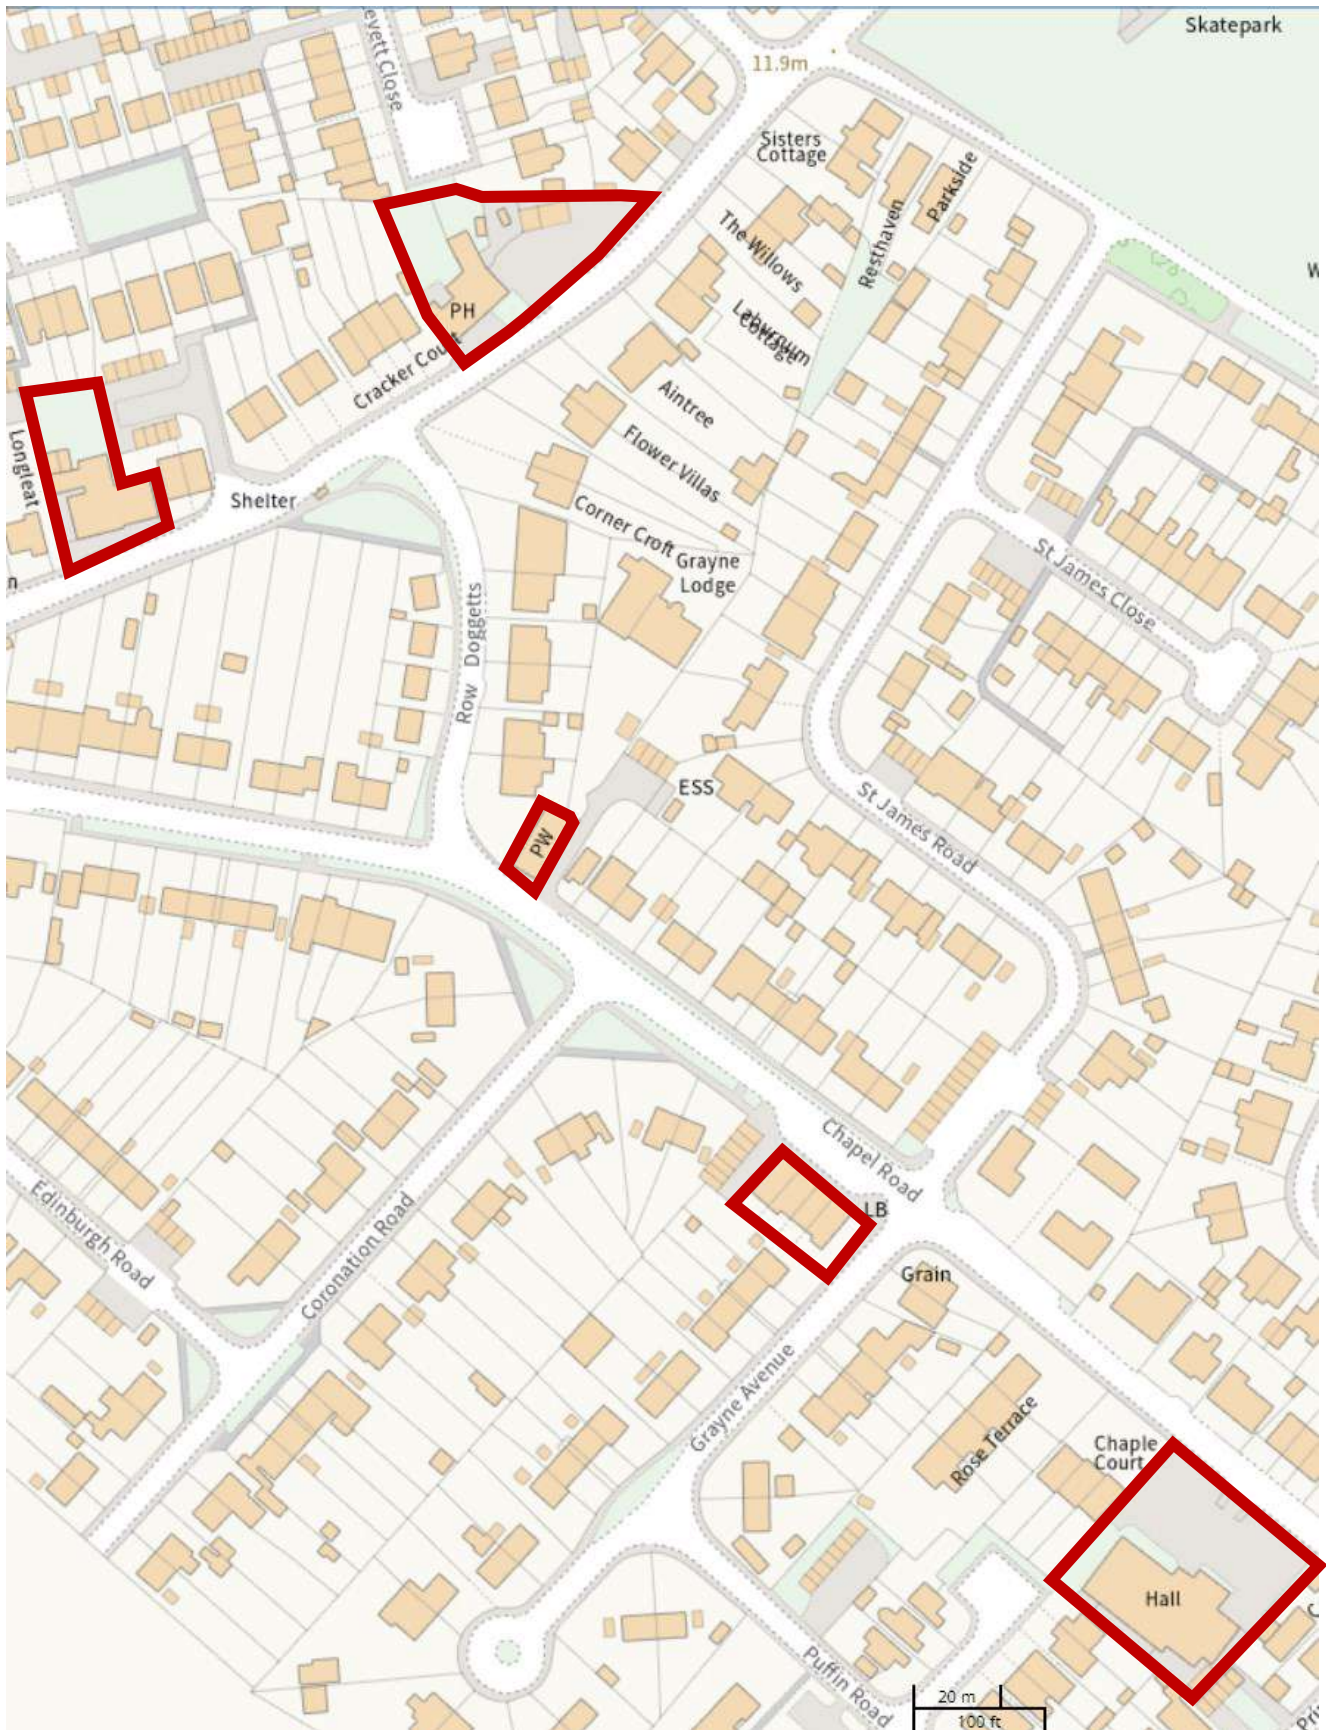 Skatepark
evett Close
11.9m
Sisters
Cottage
Parkside
Resthaven
The Willows
Laburnum
Cottage
PH
Cracker Court
Aintree
Longleat
Flower Villas
Shelter
Corner Croft
Grayne
Lodge
St James Close
n
Row Doggetts
ESS
St James Road
PW
Chapel Road
LB
Edinburgh Road
Coronation Road
Grain
Grayne Avenue
Rose Terrace
Chaple
Court
Hall
Puffin Road
20 m
100 ft